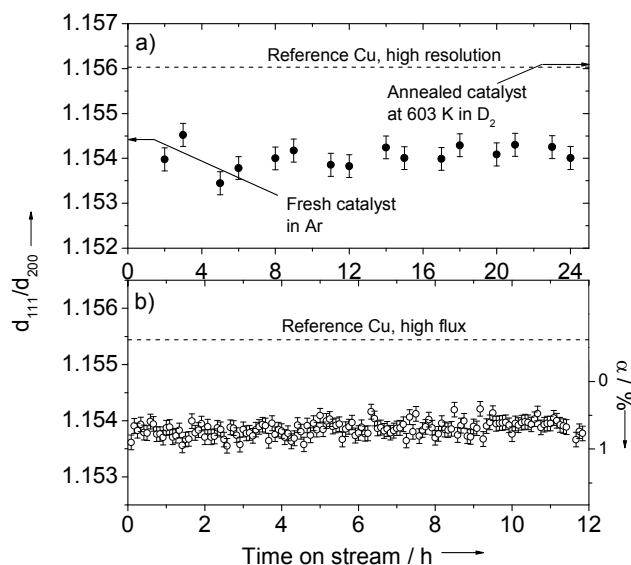 a)
Reference Cu, high resolution
Annealed catalyst
at 603 K in D₂
Fresh catalyst
in Ar
1.156
1.155
1.154
1.153
1.152
0 4 8 12 16 20 24
d₁₁₁/d₂₀₀
b)
Reference Cu, high flux
1.156
1.155
1.154
1.153
0
1
α / %
0 2 4 6 8 10 12
Time on stream / h